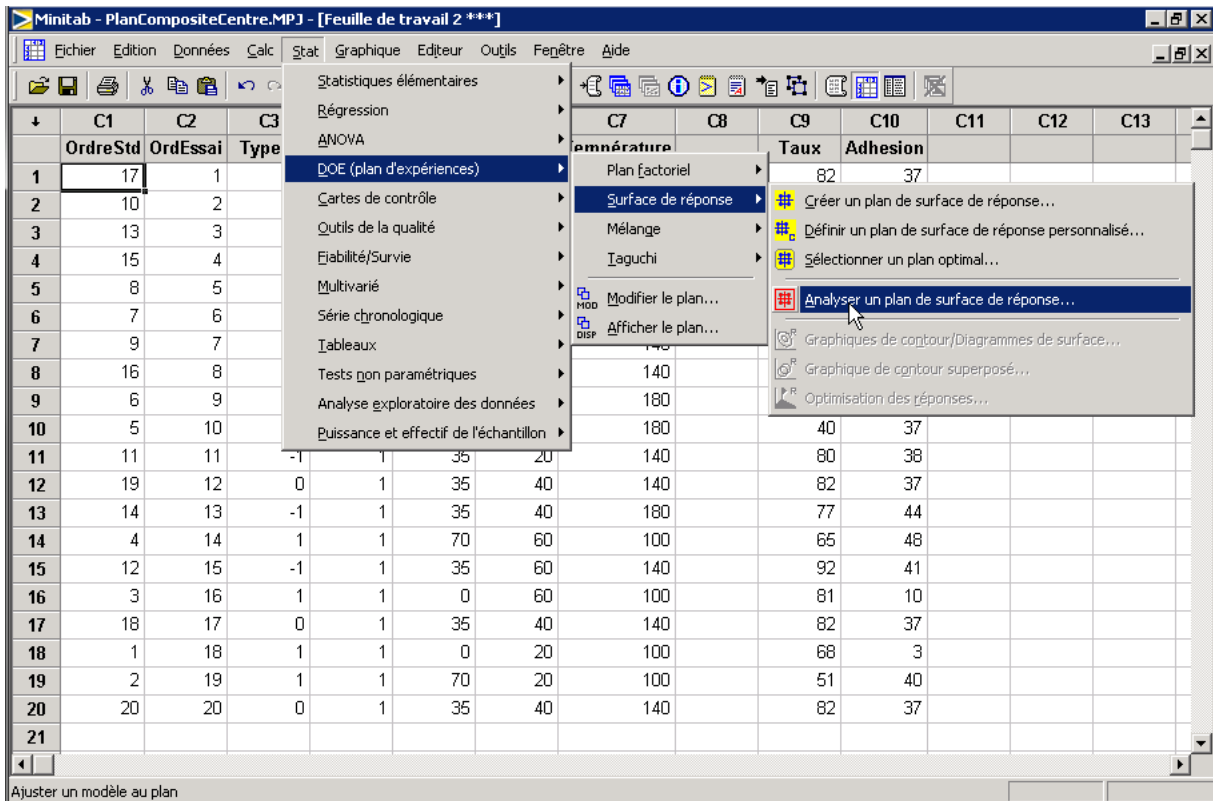 Minitab - PlanCompositeCentre.MPJ - [Feuille de travail 2 ***]
Fichier Edition Données Calc Stat Graphique Editeur Outils Fenêtre Aide
C1 C2 C3 C7 C8 C9 C10 C11 C12 C13
OrdreStd OrdEssai Type empérature Taux Adhesion
Statistiques élémentaires
Régression
ANOVA
DOE (plan d'expériences)
Cartes de contrôle
Outils de la qualité
Fiabilité/Survie
Multivarié
Série chronologique
Tableaux
Tests non paramétriques
Analyse exploratoire des données
Puissance et effectif de l'échantillon
Plan factoriel
Surface de réponse
Mélange
Taguchi
MOD Modifier le plan...
DISP Afficher le plan...
Créer un plan de surface de réponse...
Définir un plan de surface de réponse personnalisé...
Sélectionner un plan optimal...
Analyser un plan de surface de réponse...
Graphiques de contour/Diagrammes de surface...
Graphique de contour superposé...
Optimisation des réponses...
1 17 1 82 37
2 10 2
3 13 3
4 15 4
5 8 5
6 7 6
7 9 7
8 16 8 140
9 6 9 180
10 5 10 180 40 37
11 11 11 -1 1 35 20 140 80 38
12 19 12 0 1 35 40 140 82 37
13 14 13 -1 1 35 40 180 77 44
14 4 14 1 1 70 60 100 65 48
15 12 15 -1 1 35 60 140 92 41
16 3 16 1 1 0 60 100 81 10
17 18 17 0 1 35 40 140 82 37
18 1 18 1 1 0 20 100 68 3
19 2 19 1 1 70 20 100 51 40
20 20 20 0 1 35 40 140 82 37
21
Ajuster un modèle au plan